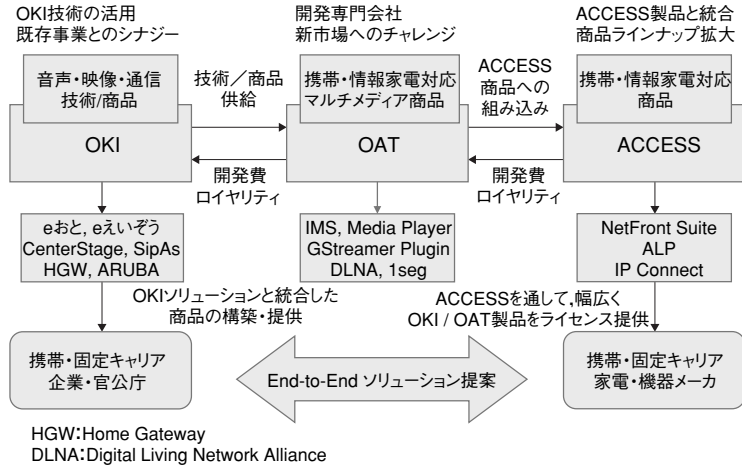 OKI技術の活用
既存事業とのシナジー
開発専門会社
新市場へのチャレンジ
ACCESS製品と統合
商品ラインナップ拡大
音声・映像・通信
技術/商品
OKI
技術／商品
供給
開発費
ロイヤリティ
携帯・情報家電対応
マルチメディア商品
OAT
ACCESS
商品への
組み込み
開発費
ロイヤリティ
携帯・情報家電対応
商品
ACCESS
eおと, eえいぞう
CenterStage, SipAs
HGW, ARUBA
IMS, Media Player
GStreamer Plugin
DLNA, 1seg
NetFront Suite
ALP
IP Connect
OKIソリューションと統合した
商品の構築・提供
ACCESSを通して,幅広く
OKI / OAT製品をライセンス提供
携帯・固定キャリア
企業・官公庁
End-to-End ソリューション提案
携帯・固定キャリア
家電・機器メーカ
HGW：Home Gateway
DLNA：Digital Living Network Alliance